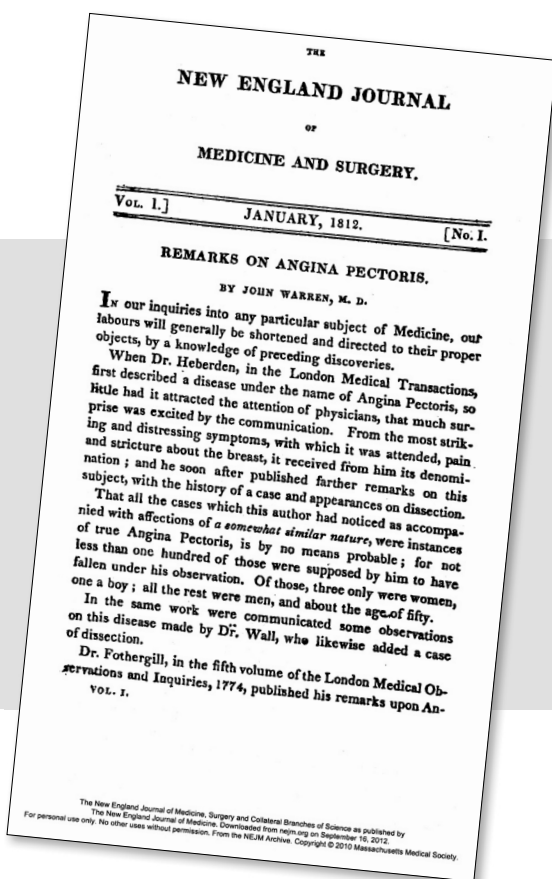 THE
NEW ENGLAND JOURNAL
OF
MEDICINE AND SURGERY.
VOL. I.] JANUARY, 1812. [No. I.
REMARKS ON ANGINA PECTORIS.
BY JOHN WARREN, M. D.
IN our inquiries into any particular subject of Medicine, our
labours will generally be shortened and directed to their proper
objects, by a knowledge of preceding discoveries.
When Dr. Heberden, in the London Medical Transactions,
first described a disease under the name of Angina Pectoris, so
little had it attracted the attention of physicians, that much sur-
prise was excited by the communication. From the most strik-
ing and distressing symptoms, with which it was attended, pain
and stricture about the breast, it received from him its denomi-
nation ; and he soon after published farther remarks on this
subject, with the history of a case and appearances on dissection.
That all the cases which this author had noticed as accompa-
nied with affections of a somewhat similar nature, were instances
of true Angina Pectoris, is by no means probable ; for not
less than one hundred of those were supposed by him to have
fallen under his observation. Of those, three only were women,
one a boy ; all the rest were men, and about the age of fifty.
In the same work were communicated some observations
on this disease made by Dr. Wall, who likewise added a case
of dissection.
Dr. Fothergill, in the fifth volume of the London Medical Ob-
servations and Inquiries, 1774, published his remarks upon An-
VOL. I.
The New England Journal of Medicine, Surgery and Collateral Branches of Science as published by
The New England Journal of Medicine. Downloaded from nejm.org on September 16, 2012.
For personal use only. No other uses without permission. From the NEJM Archive. Copyright © 2010 Massachusetts Medical Society.